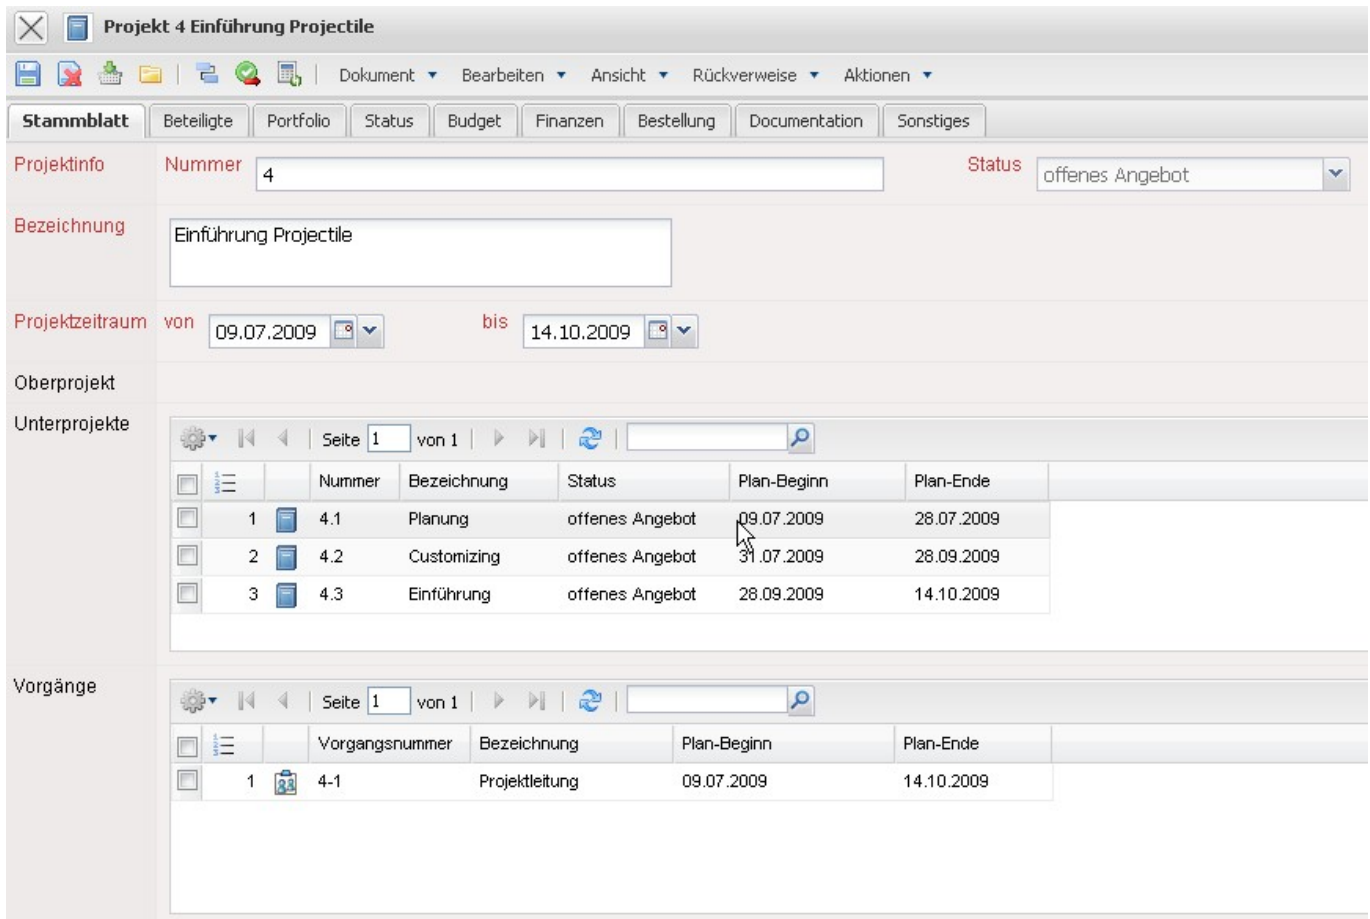 Projekt 4 Einführung Projectile
Dokument Bearbeiten Ansicht Rückverweise Aktionen
Stammblatt Beteiligte Portfolio Status Budget Finanzen Bestellung Documentation Sonstiges
Projektinfo Nummer 4 Status offenes Angebot
Bezeichnung Einführung Projectile
Projektzeitraum von 09.07.2009 bis 14.10.2009
Oberprojekt
Unterprojekte
Seite 1 von 1
Nummer Bezeichnung Status Plan-Beginn Plan-Ende
1 4.1 Planung offenes Angebot 09.07.2009 28.07.2009
2 4.2 Customizing offenes Angebot 31.07.2009 28.09.2009
3 4.3 Einführung offenes Angebot 28.09.2009 14.10.2009
Vorgänge
Seite 1 von 1
Vorgangsnummer Bezeichnung Plan-Beginn Plan-Ende
1 4-1 Projektleitung 09.07.2009 14.10.2009